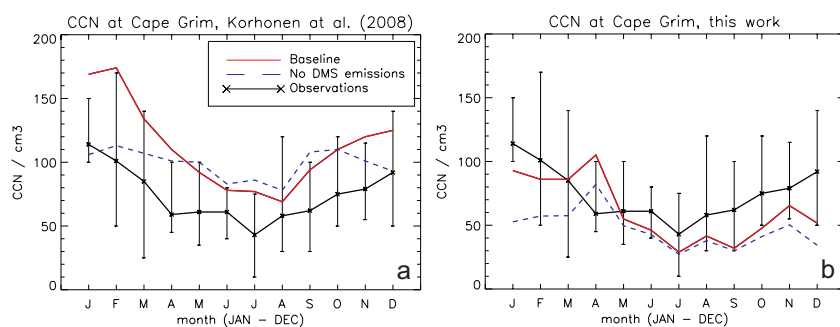 CCN at Cape Grim, Korhonen at al. (2008)
200
150
100
50
0
CCN / cm3
Baseline
No DMS emissions
Observations
a
J F M A M J J A S O N D
month (JAN - DEC)
CCN at Cape Grim, this work
200
150
100
50
0
CCN / cm3
b
J F M A M J J A S O N D
month (JAN - DEC)